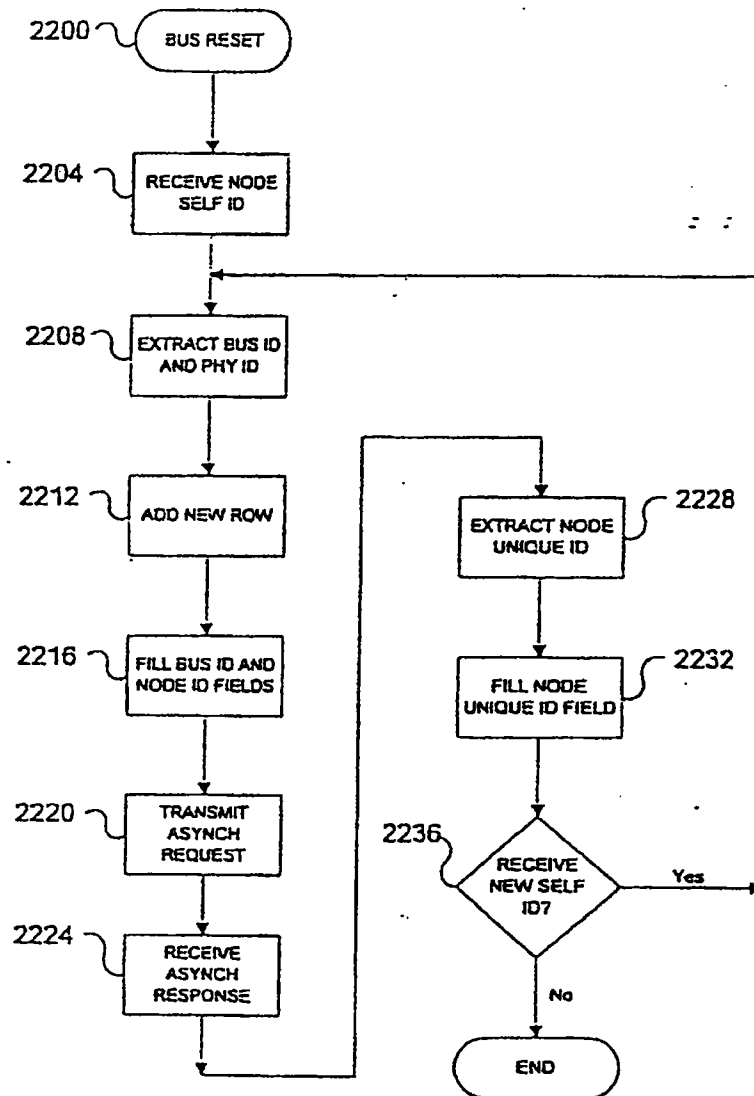 2200
BUS RESET
2204
RECEIVE NODE
SELF ID
2208
EXTRACT BUS ID
AND PHY ID
2212
ADD NEW ROW
2216
FILL BUS ID AND
NODE ID FIELDS
2220
TRANSMIT
ASYNCH
REQUEST
2224
RECEIVE
ASYNCH
RESPONSE
2228
EXTRACT NODE
UNIQUE ID
2232
FILL NODE
UNIQUE ID FIELD
2236
RECEIVE
NEW SELF
ID?
Yes
No
END